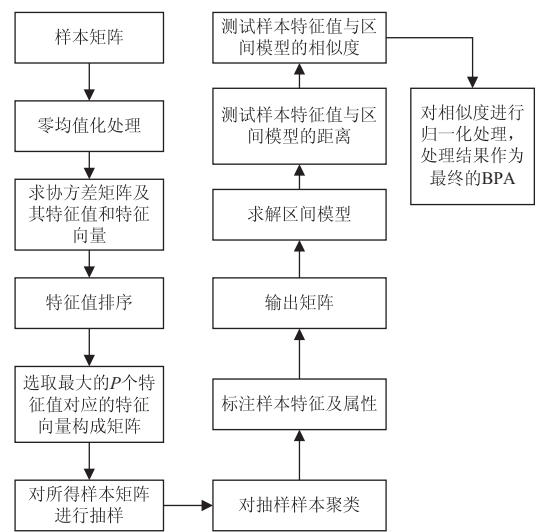 样本矩阵
零均值化处理
求协方差矩阵及
其特征值和特征
向量
特征值排序
选取最大的P个特
征值对应的特征
向量构成矩阵
对所得样本矩阵
进行抽样
对抽样样本聚类
标注样本特征及属性
输出矩阵
求解区间模型
测试样本特征值与区
间模型的距离
测试样本特征值与区
间模型的相似度
对相似度进行
归一化处理，
处理结果作为
最终的BPA